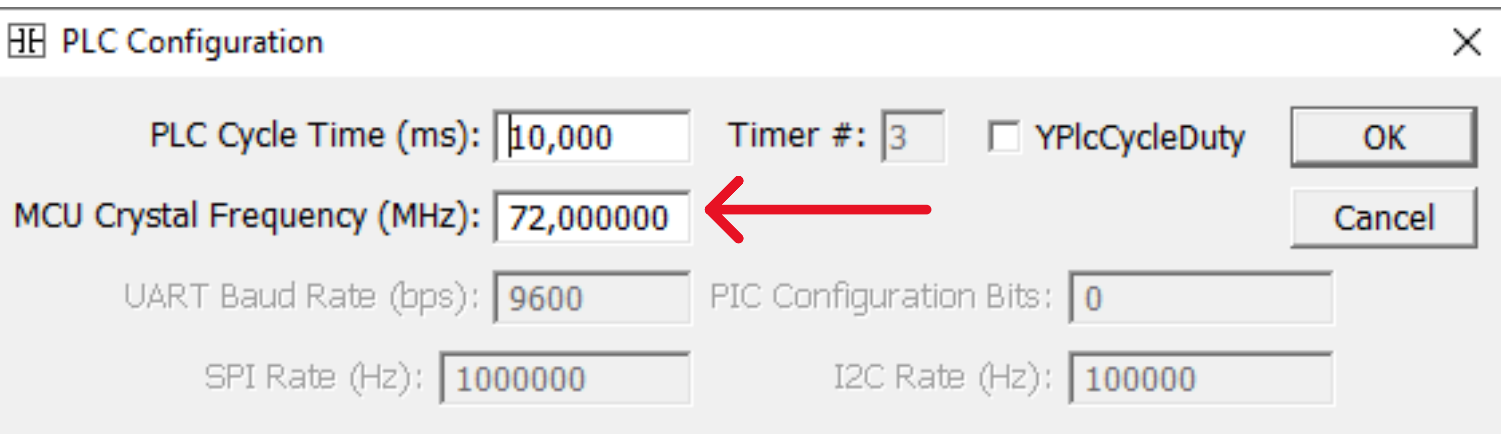 PLC Configuration
PLC Cycle Time (ms): 10,000 Timer #: 3 YPlcCycleDuty OK
MCU Crystal Frequency (MHz): 72,000000 Cancel
UART Baud Rate (bps): 9600 PIC Configuration Bits: 0
SPI Rate (Hz): 1000000 I2C Rate (Hz): 100000